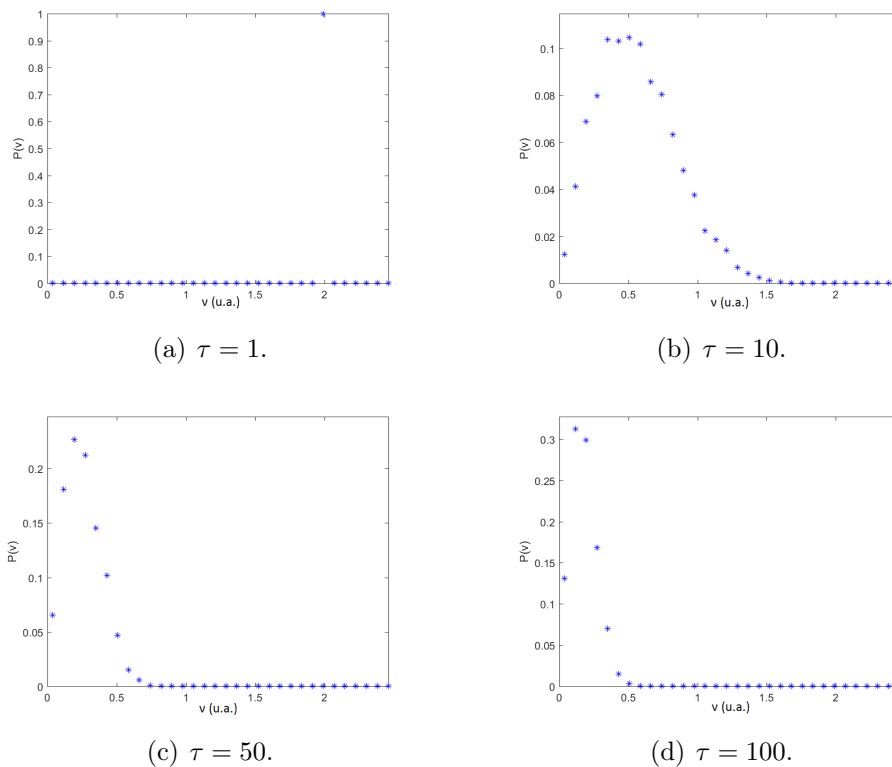 P(v)
1
0.9
0.8
0.7
0.6
0.5
0.4
0.3
0.2
0.1
0
0 0.5 1 1.5 2
v (u.a.)
(a) τ = 1.
P(v)
0.1
0.08
0.06
0.04
0.02
0
0 0.5 1 1.5 2
v (u.a.)
(b) τ = 10.
P(v)
0.2
0.15
0.1
0.05
0
0 0.5 1 1.5 2
v (u.a.)
(c) τ = 50.
P(v)
0.3
0.25
0.2
0.15
0.1
0.05
0
0 0.5 1 1.5 2
v (u.a.)
(d) τ = 100.